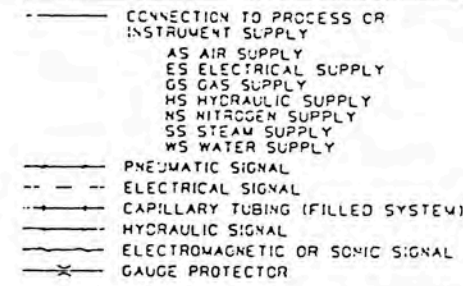 CONNECTION TO PROCESS OR
INSTRUMENT SUPPLY
AS AIR SUPPLY
ES ELECTRICAL SUPPLY
GS GAS SUPPLY
HS HYDRAULIC SUPPLY
NS NITROGEN SUPPLY
SS STEAM SUPPLY
WS WATER SUPPLY
PNEUMATIC SIGNAL
ELECTRICAL SIGNAL
CAPILLARY TUBING (FILLED SYSTEM)
HYDRAULIC SIGNAL
ELECTROMAGNETIC OR SONIC SIGNAL
GAUGE PROTECTOR